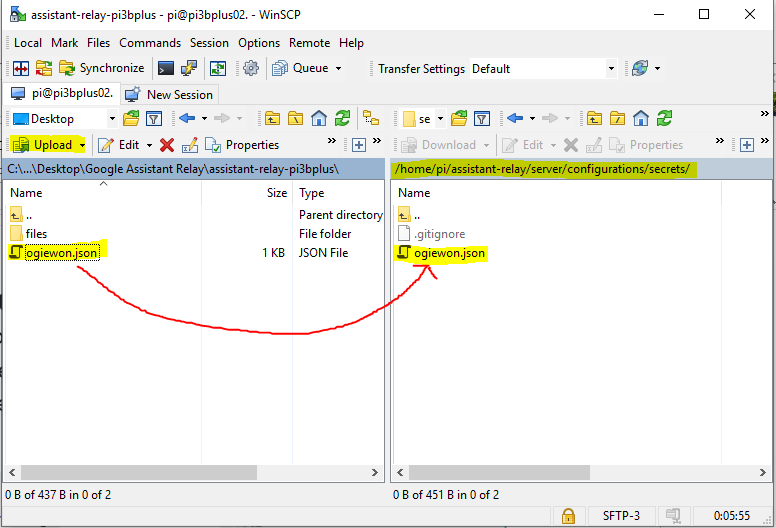 assistant-relay-pi3bplus - pi@pi3bplus02. - WinSCP
Local Mark Files Commands Session Options Remote Help
Synchronize Queue Transfer Settings Default
pi@pi3bplus02. New Session
Desktop se
Upload Edit Properties Download Edit Properties
C:\...\Desktop\Google Assistant Relay\assistant-relay-pi3bplus\ /home/pi/assistant-relay/server/configurations/secrets/
Name Size Type Name
.. Parent directory ..
files File folder .gitignore
ogiewon.json 1 KB JSON File ogiewon.json
0 B of 437 B in 0 of 2 0 B of 451 B in 0 of 2
SFTP-3 0:05:55